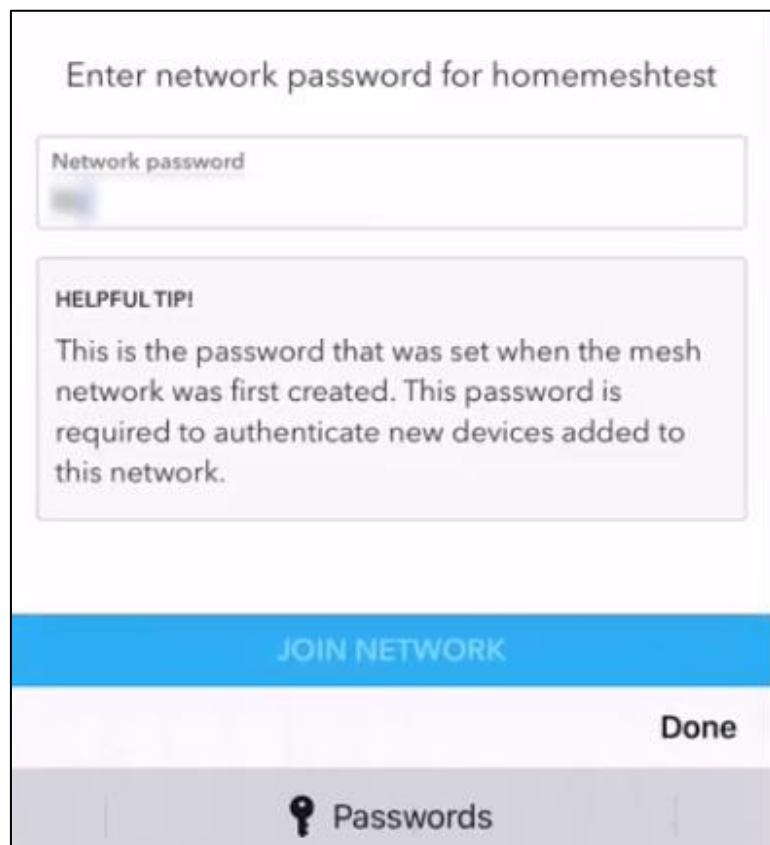 Enter network password for homemeshtest
Network password
HELPFUL TIP!
This is the password that was set when the mesh
network was first created. This password is
required to authenticate new devices added to
this network.
JOIN NETWORK
Done
Passwords